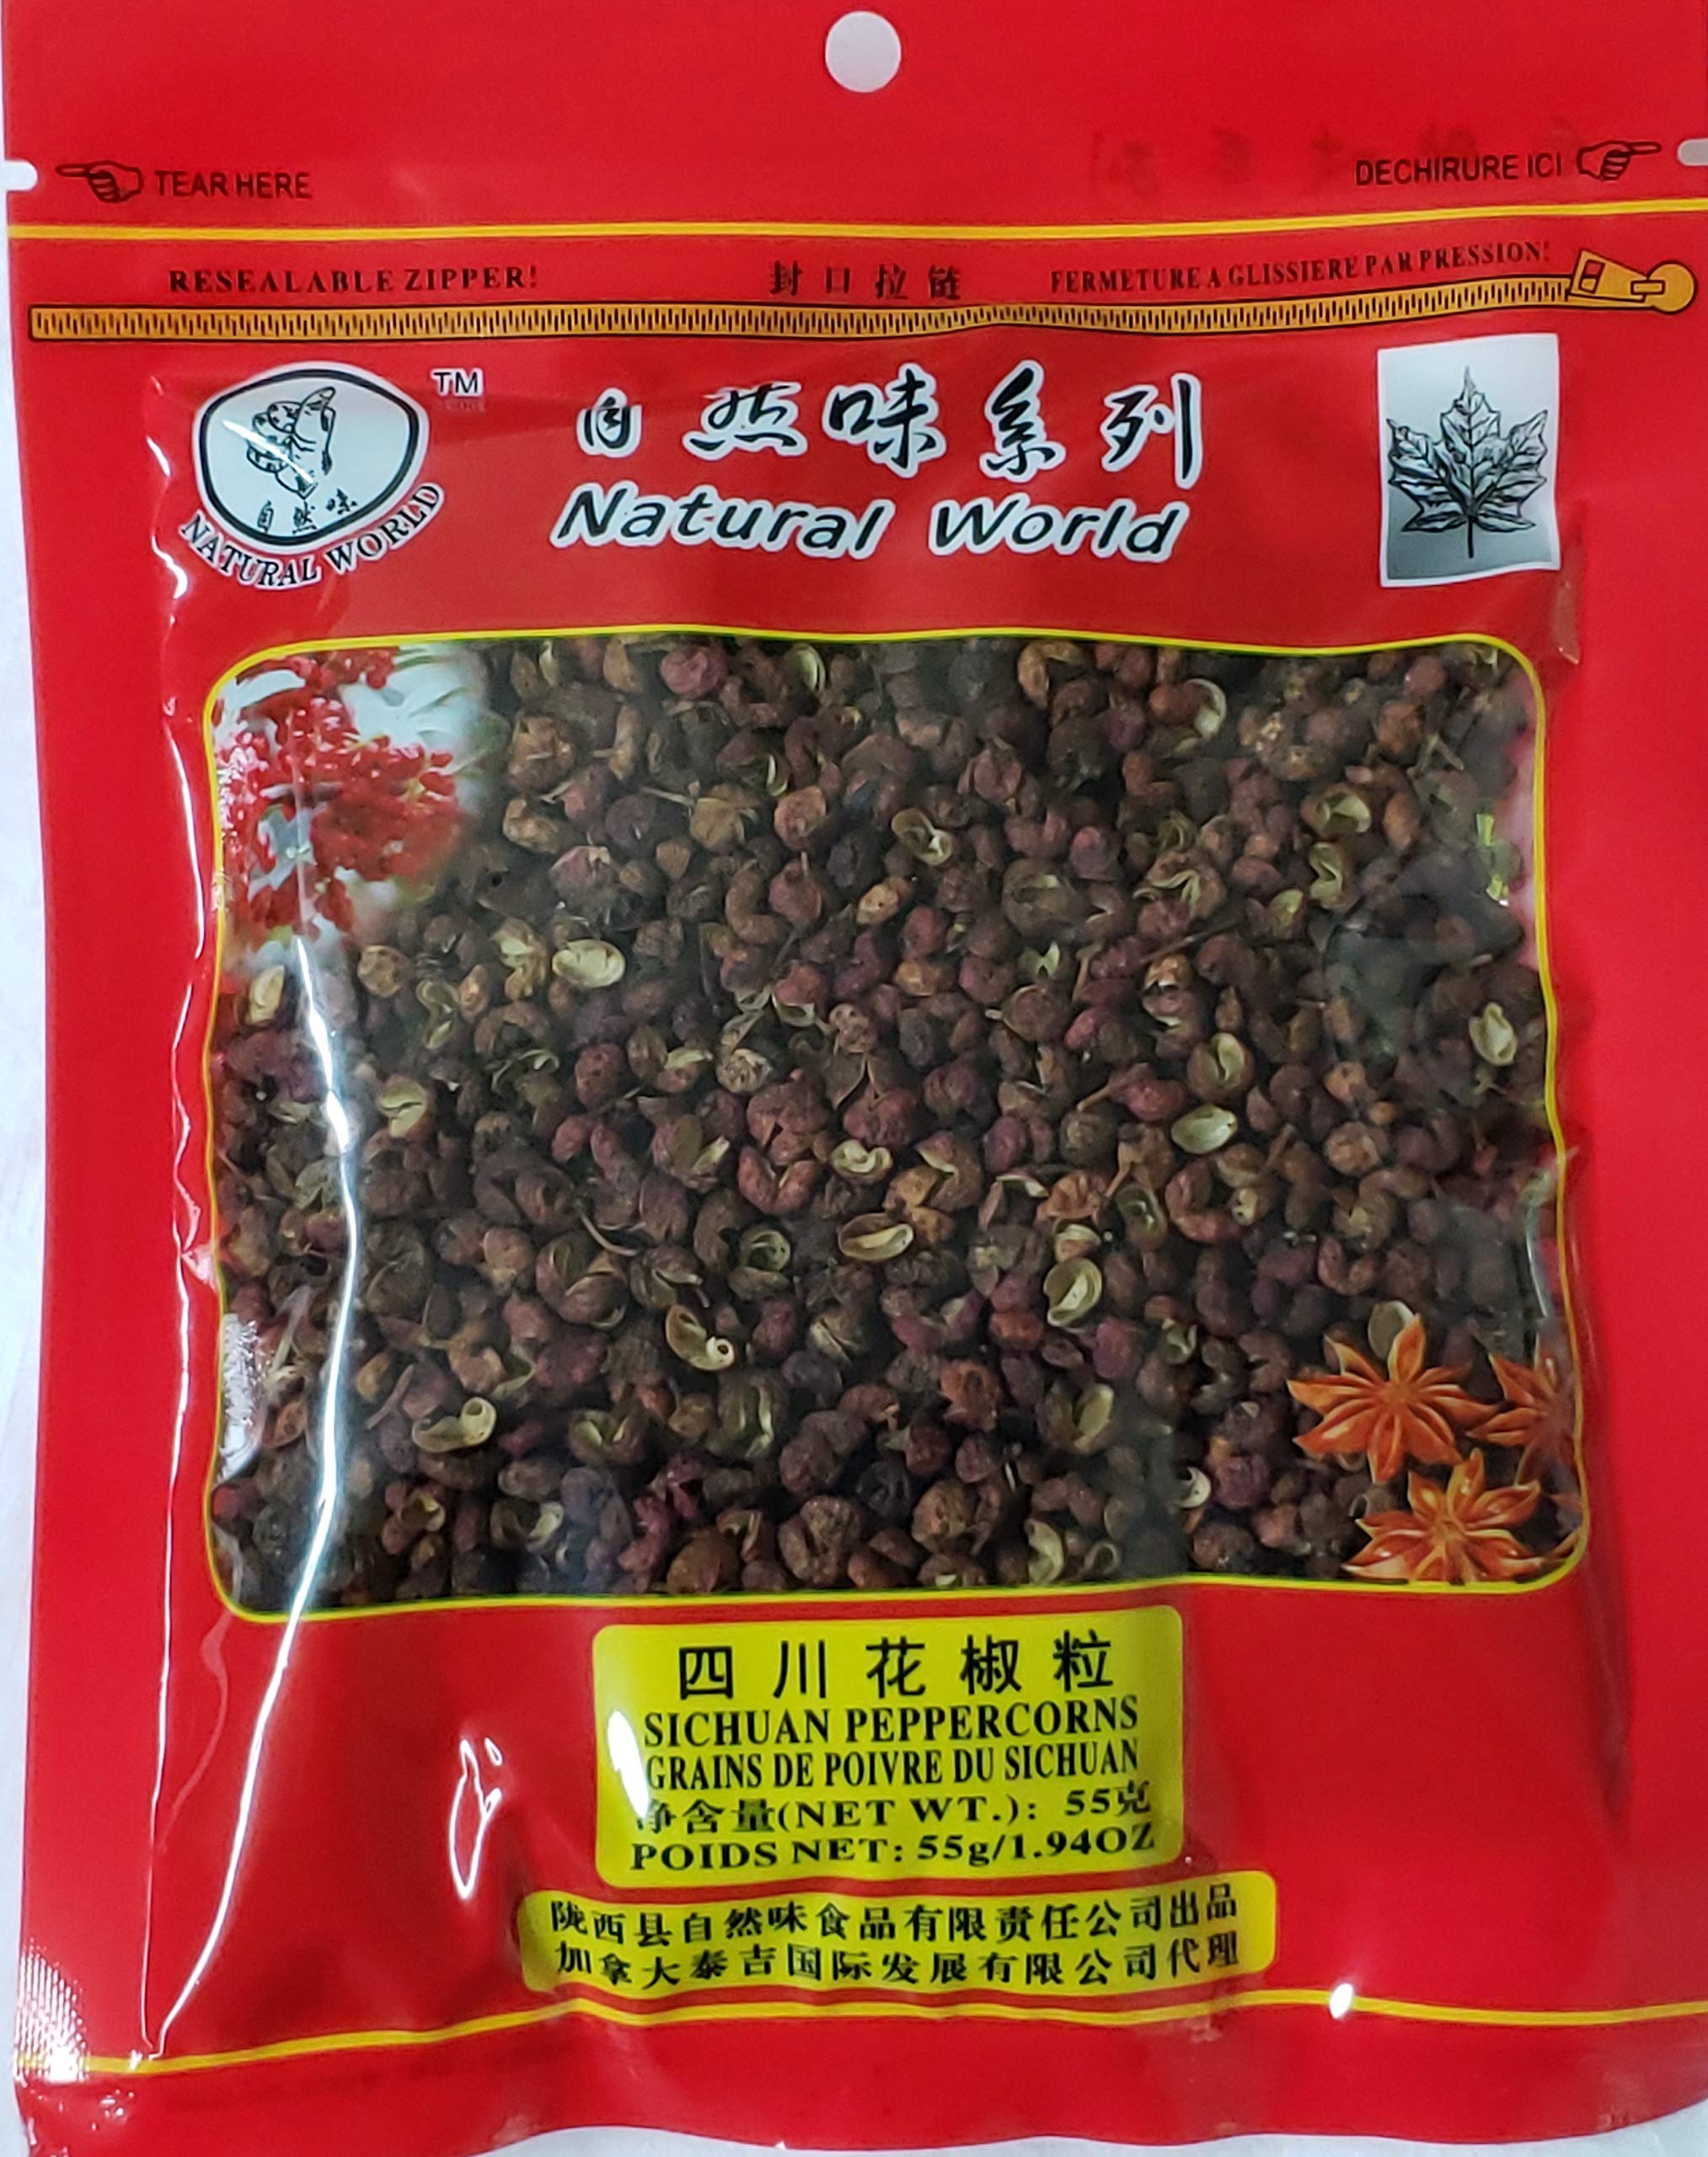 TEAR HERE
DECHIRURE ICI
RESEALABLE ZIPPER!
封口拉链
FERMETURE A GLISSIERE PAR PRESSION!
TM
自然味
NATURAL WORLD
自然味系列
Natural World
四川花椒粒
SICHUAN PEPPERCORNS
GRAINS DE POIVRE DU SICHUAN
净含量(NET WT.): 55克
POIDS NET: 55g/1.94OZ
陇西县自然味食品有限责任公司出品
加拿大泰吉国际发展有限公司代理